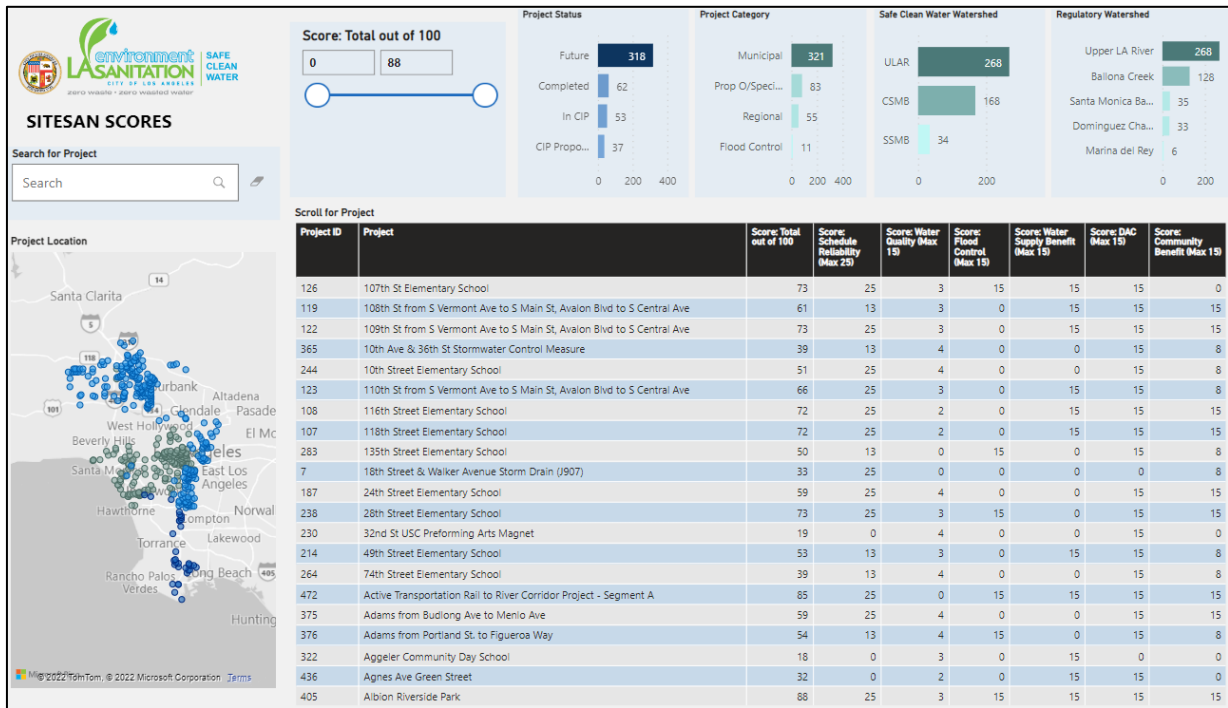 environment
LA SANITATION
CITY OF LOS ANGELES
zero waste • zero wasted water
SAFE
CLEAN
WATER
SITESAN SCORES
Search for Project
Search
Project Location
Score: Total out of 100
0 88
Project Status
Future 318
Completed 62
In CIP 53
CIP Propo... 37
0 200 400
Project Category
Municipal 321
Prop O/Speci... 83
Regional 55
Flood Control 11
0 200 400
Safe Clean Water Watershed
ULAR 268
CSMB 168
SSMB 34
0 200
Regulatory Watershed
Upper LA River 268
Ballona Creek 128
Santa Monica Ba... 35
Dominguez Cha... 33
Marina del Rey 6
0 200
14
Santa Clarita
5
118
Burbank
Altadena
101
Glendale Pasade
West Hollywood
El Mo
Beverly Hills
Santa Mo
East Los
Angeles
Hawthorne
Compton
Norwal
Torrance
Lakewood
Rancho Palos
Verdes
Long Beach
405
Hunting
© 2022 TomTom, © 2022 Microsoft Corporation Terms
Scroll for Project
Project ID Project Score: Total out of 100 Score: Schedule Reliability (Max 25) Score: Water Quality (Max 15) Score: Flood Control (Max 15) Score: Water Supply Benefit (Max 15) Score: DAC (Max 15) Score: Community Benefit (Max 15)
126 107th St Elementary School 73 25 3 15 15 15 0
119 108th St from S Vermont Ave to S Main St, Avalon Blvd to S Central Ave 61 13 3 0 15 15 15
122 109th St from S Vermont Ave to S Main St, Avalon Blvd to S Central Ave 73 25 3 0 15 15 15
365 10th Ave & 36th St Stormwater Control Measure 39 13 4 0 0 15 8
244 10th Street Elementary School 51 25 4 0 0 15 8
123 110th St from S Vermont Ave to S Main St, Avalon Blvd to S Central Ave 66 25 3 0 15 15 8
108 116th Street Elementary School 72 25 2 0 15 15 15
107 118th Street Elementary School 72 25 2 0 15 15 15
283 135th Street Elementary School 50 13 0 15 0 15 8
7 18th Street & Walker Avenue Storm Drain (J907) 33 25 0 0 0 0 8
187 24th Street Elementary School 59 25 4 0 0 15 15
238 28th Street Elementary School 73 25 3 15 0 15 15
230 32nd St USC Preforming Arts Magnet 19 0 4 0 0 15 0
214 49th Street Elementary School 53 13 3 0 15 15 8
264 74th Street Elementary School 39 13 4 0 0 15 8
472 Active Transportation Rail to River Corridor Project - Segment A 85 25 0 15 15 15 15
375 Adams from Budlong Ave to Menlo Ave 59 25 4 0 0 15 15
376 Adams from Portland St. to Figueroa Way 54 13 4 15 0 15 8
322 Aggeler Community Day School 18 0 3 0 15 0 0
436 Agnes Ave Green Street 32 0 2 0 15 15 0
405 Albion Riverside Park 88 25 3 15 15 15 15